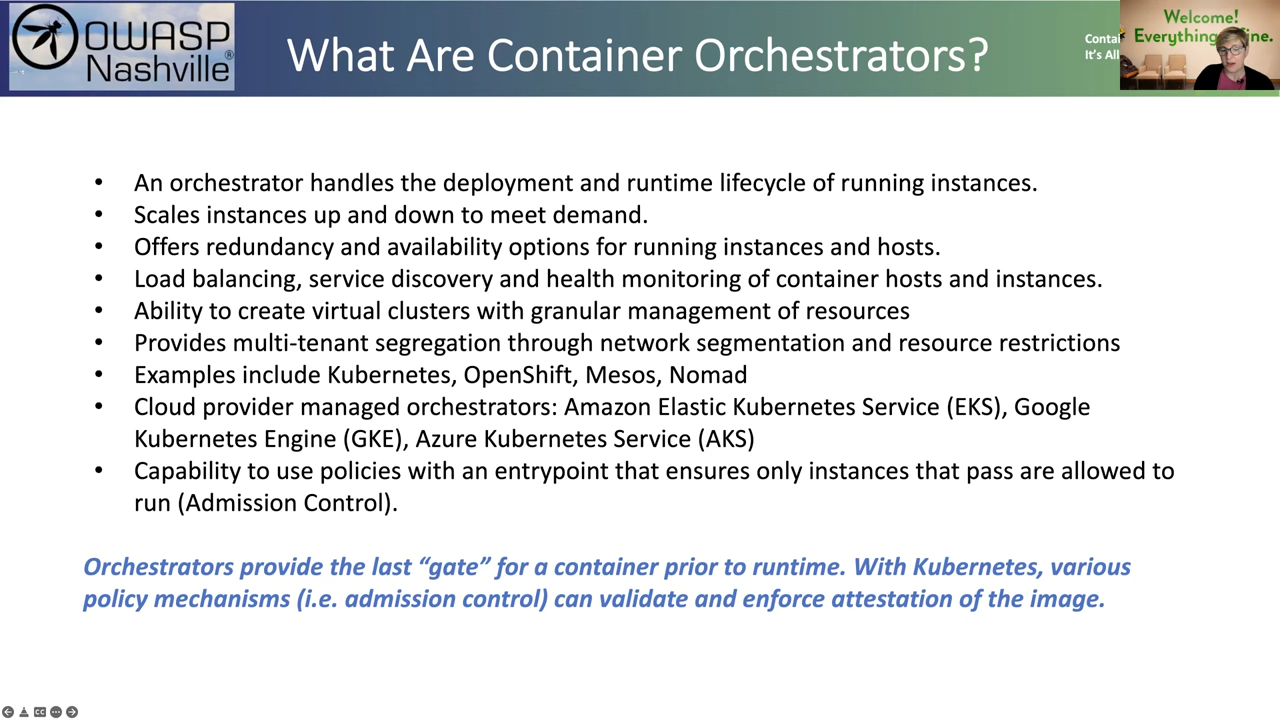 OWASP
Nashville®
What Are Container Orchestrators?
It's All
Welcome!
Everything
• An orchestrator handles the deployment and runtime lifecycle of running instances.
• Scales instances up and down to meet demand.
• Offers redundancy and availability options for running instances and hosts.
• Load balancing, service discovery and health monitoring of container hosts and instances.
• Ability to create virtual clusters with granular management of resources
• Provides multi-tenant segregation through network segmentation and resource restrictions
• Examples include Kubernetes, OpenShift, Mesos, Nomad
• Cloud provider managed orchestrators: Amazon Elastic Kubernetes Service (EKS), Google
Kubernetes Engine (GKE), Azure Kubernetes Service (AKS)
• Capability to use policies with an entrypoint that ensures only instances that pass are allowed to
run (Admission Control).
Orchestrators provide the last “gate” for a container prior to runtime. With Kubernetes, various
policy mechanisms (i.e. admission control) can validate and enforce attestation of the image.
CC